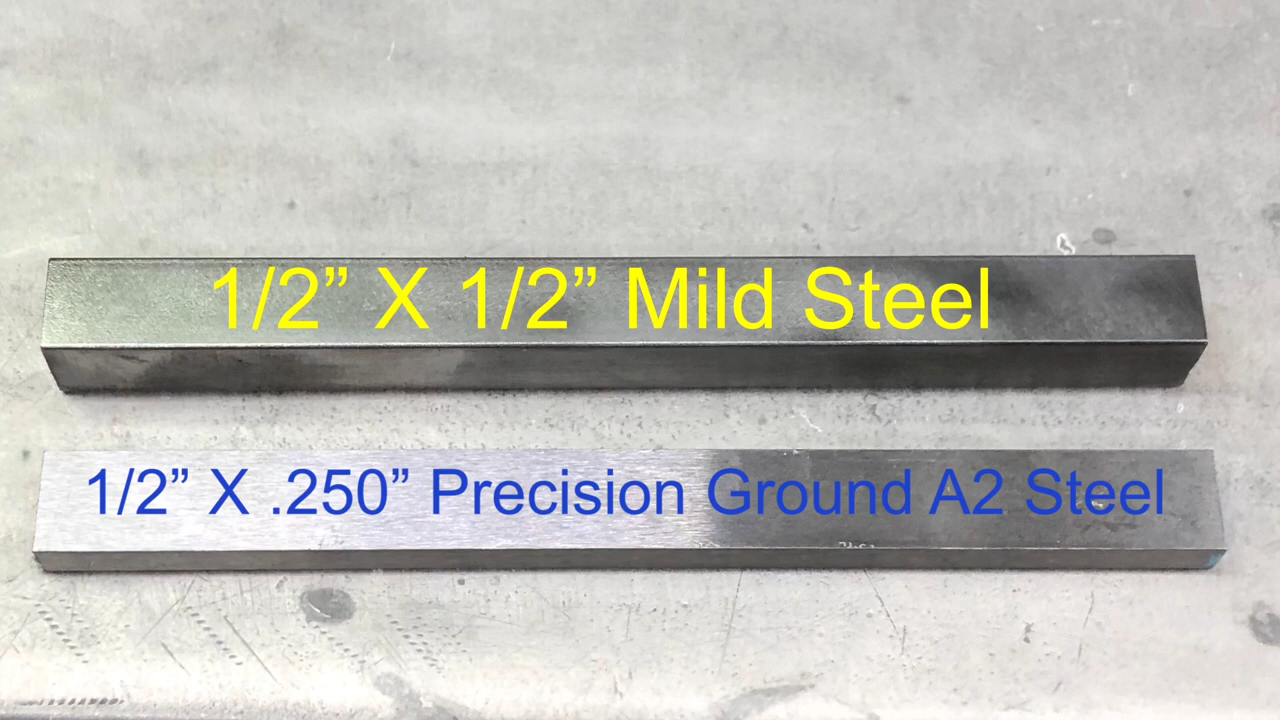 1/2” X 1/2” Mild Steel
1/2” X .250” Precision Ground A2 Steel